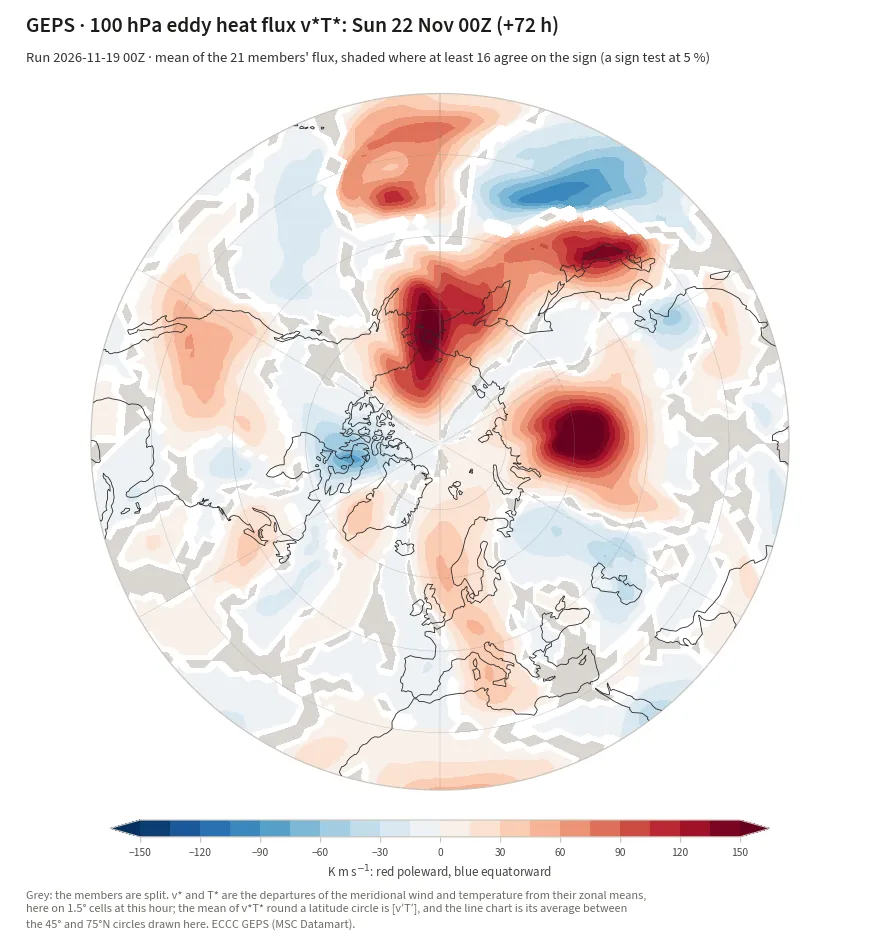 GEPS · 100 hPa eddy heat flux v*T*: Sun 22 Nov 00Z (+72 h)
Run 2026-11-19 00Z · mean of the 21 members' flux, shaded where at least 16 agree on the sign (a sign test at 5 %)
−150 −120 −90 −60 −30 0 30 60 90 120 150
K m s⁻¹: red poleward, blue equatorward
Grey: the members are split. v* and T* are the departures of the meridional wind and temperature from their zonal means,
here on 1.5° cells at this hour; the mean of v*T* round a latitude circle is [v'T'], and the line chart is its average between
the 45° and 75°N circles drawn here. ECCC GEPS (MSC Datamart).